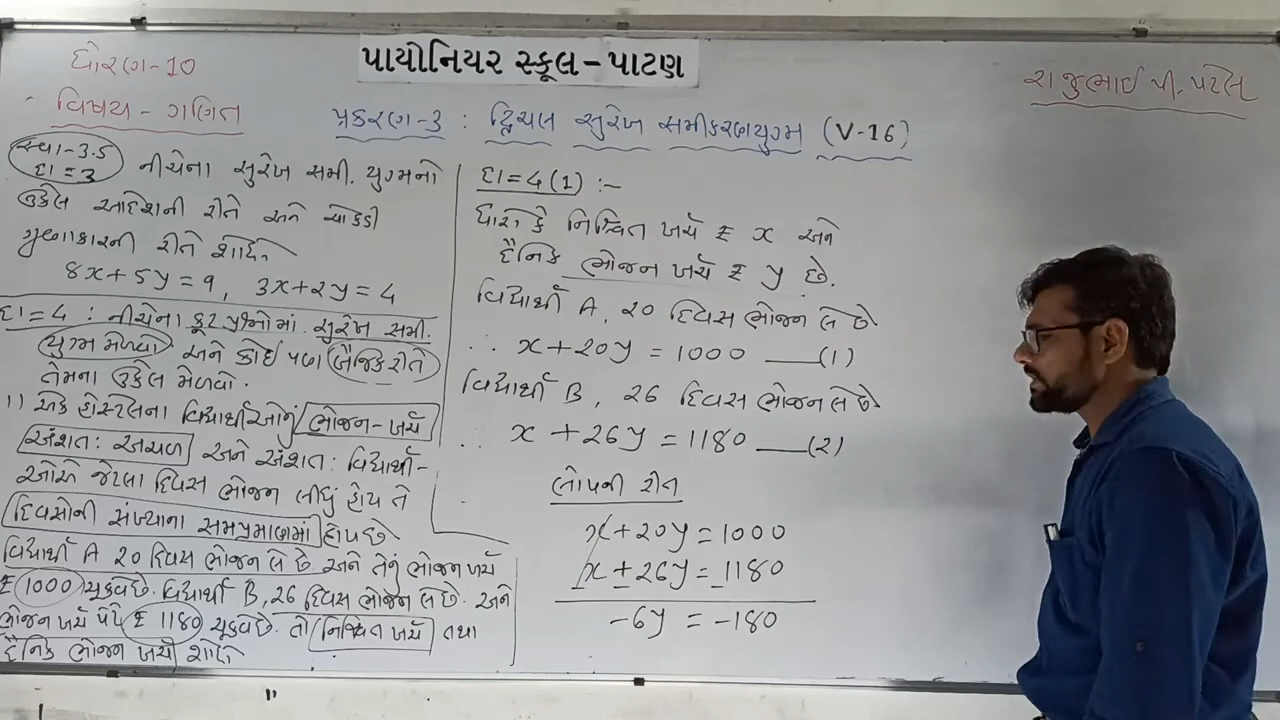 પાયોનિયર સ્કૂલ - પાટણ
ધોરણ-10
રાજુભાઈ પી. પટેલ
વિષય - ગણિત
પ્રકરણ-3 : દ્વિચલ સુરેખ સમીકરણયુગ્મ (V-16)
સ્વા-3.5
દા=3 નીચેના સુરેખ સમી. યુગ્મનો
ઉકેલ આદેશની રીતે અને ચોકડી
ગુણાકારની રીતે શોધો
8x+5y=9, 3x+2y=4
દા=4 : નીચેના કૂટ પ્રશ્નોમાં સુરેખ સમી.
યુગ્મ મેળવો અને કોઈ પણ બૈજિક રીતે
તેમના ઉકેલ મેળવો.
1) એક હોસ્ટેલના વિદ્યાર્થીઓનું ભોજન-ખર્ચ
અંશત: અચળ અને અંશત: વિદ્યાર્થી-
ઓએ જેટલા દિવસ ભોજન લીધું હોય તે
દિવસોની સંખ્યાના સમપ્રમાણમાં હોય છે
વિદ્યાર્થી A 20 દિવસ ભોજન લે છે. અને તેનું ભોજન ખર્ચ
₹ 1000 ચૂકવે છે. વિદ્યાર્થી B, 26 દિવસ ભોજન લે છે. અને
ભોજન ખર્ચ પેટે ₹ 1180 ચૂકવે છે. તો નિશ્ચિત ખર્ચ તથા
દૈનિક ભોજન ખર્ચ શોધો
દા=4(1) :-
ધારો કે નિશ્ચિત ખર્ચ ₹ x અને
દૈનિક ભોજન ખર્ચ ₹ y છે.
વિદ્યાર્થી A, 20 દિવસ ભોજન લે છે
∴ x+20y = 1000 —(1)
વિદ્યાર્થી B, 26 દિવસ ભોજન લે છે
∴ x+26y = 1180 —(2)
લોપની રીત
x+20y = 1000
x+26y = 1180
-6y = -180